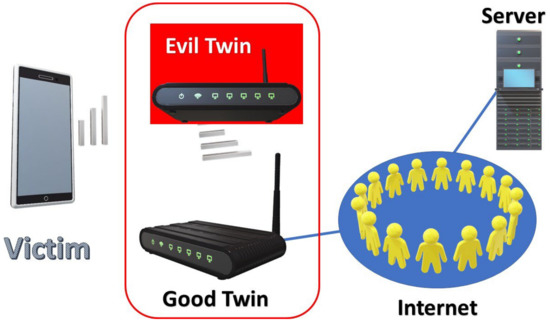 Server
Evil Twin
Victim
Good Twin
Internet